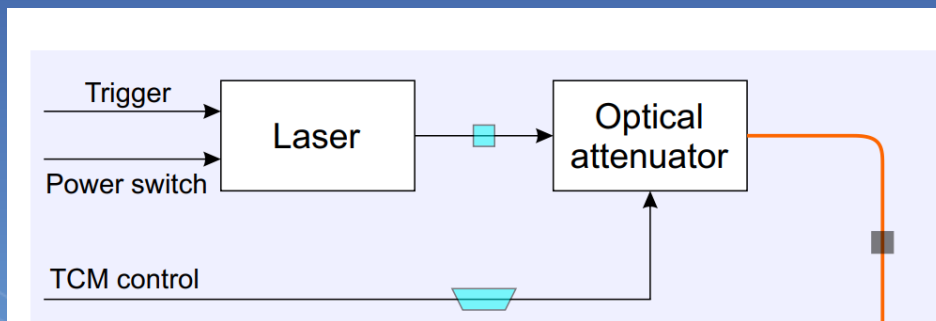 Trigger
Laser
Power switch
Optical
attenuator
TCM control